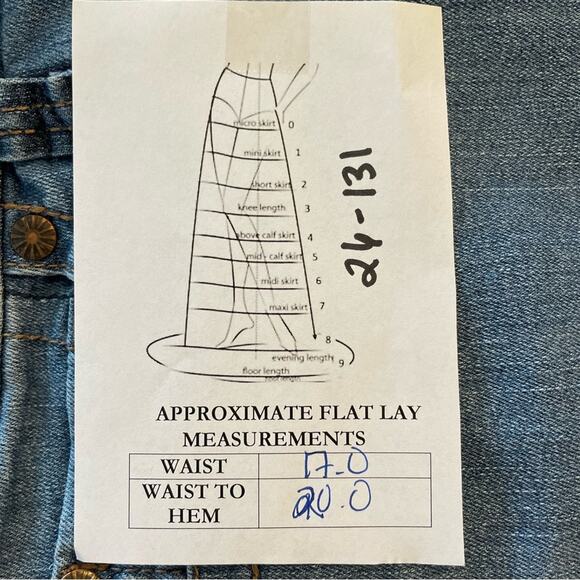 micro skirt 0
mini skirt 1
short skirt 2
knee length 3
above calf skirt 4
mid - calf skirt 5
midi skirt 6
maxi skirt 7
8
evening length 9
floor length
floor length
24-131
APPROXIMATE FLAT LAY
MEASUREMENTS
WAIST 17.0
WAIST TO HEM 20.0